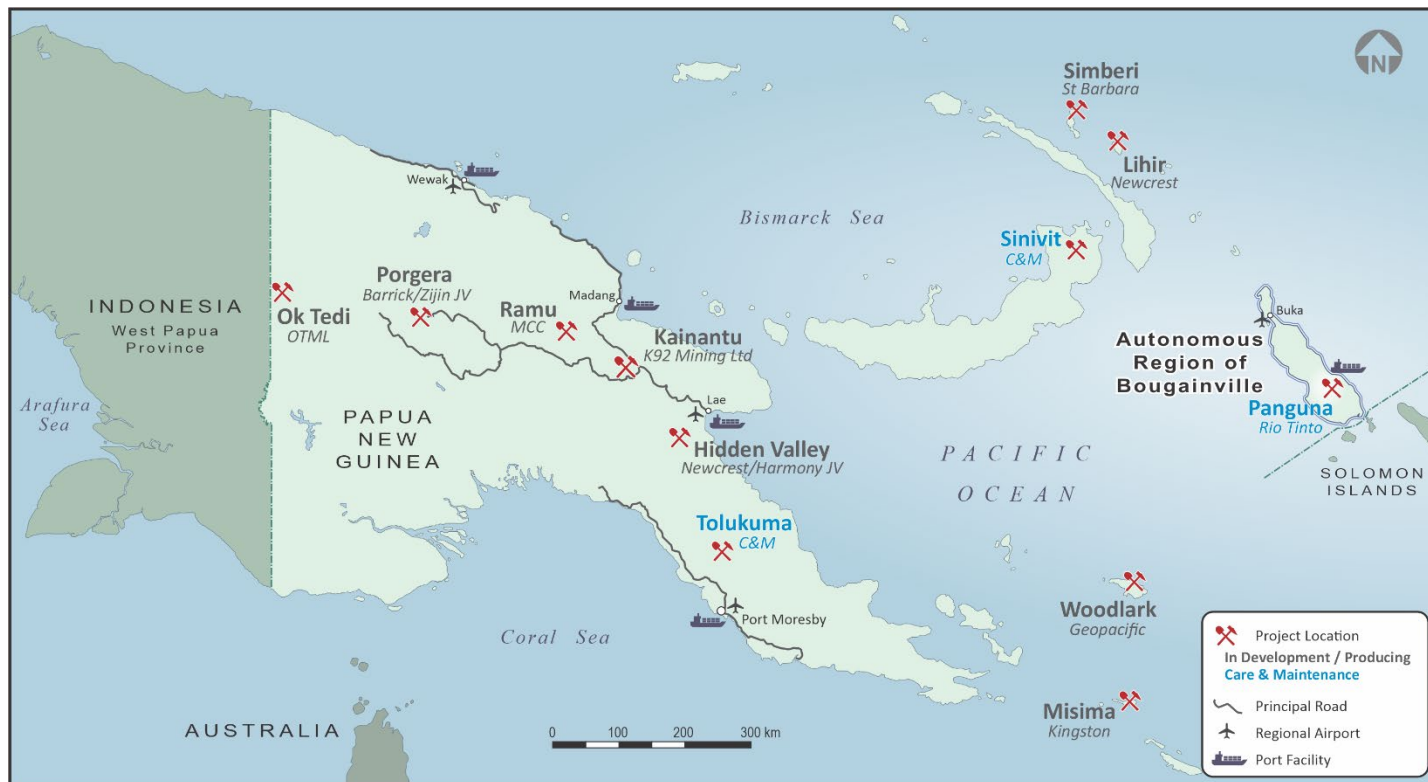 N
Simberi
St Barbara
Lihir
Newcrest
Wewak
Bismarck Sea
Sinivit
C&M
INDONESIA
West Papua
Province
Ok Tedi
OTML
Porgera
Barrick/Zijin JV
Ramu
MCC
Madang
Kainantu
K92 Mining Ltd
Buka
Autonomous
Region of
Bougainville
Panguna
Rio Tinto
Arafura
Sea
PAPUA
NEW
GUINEA
Lae
Hidden Valley
Newcrest/Harmony JV
PACIFIC
OCEAN
SOLOMON
ISLANDS
Tolukuma
C&M
Port Moresby
Coral Sea
Woodlark
Geopacific
Misima
Kingston
AUSTRALIA
0 100 200 300 km
Project Location
In Development / Producing
Care & Maintenance
Principal Road
Regional Airport
Port Facility